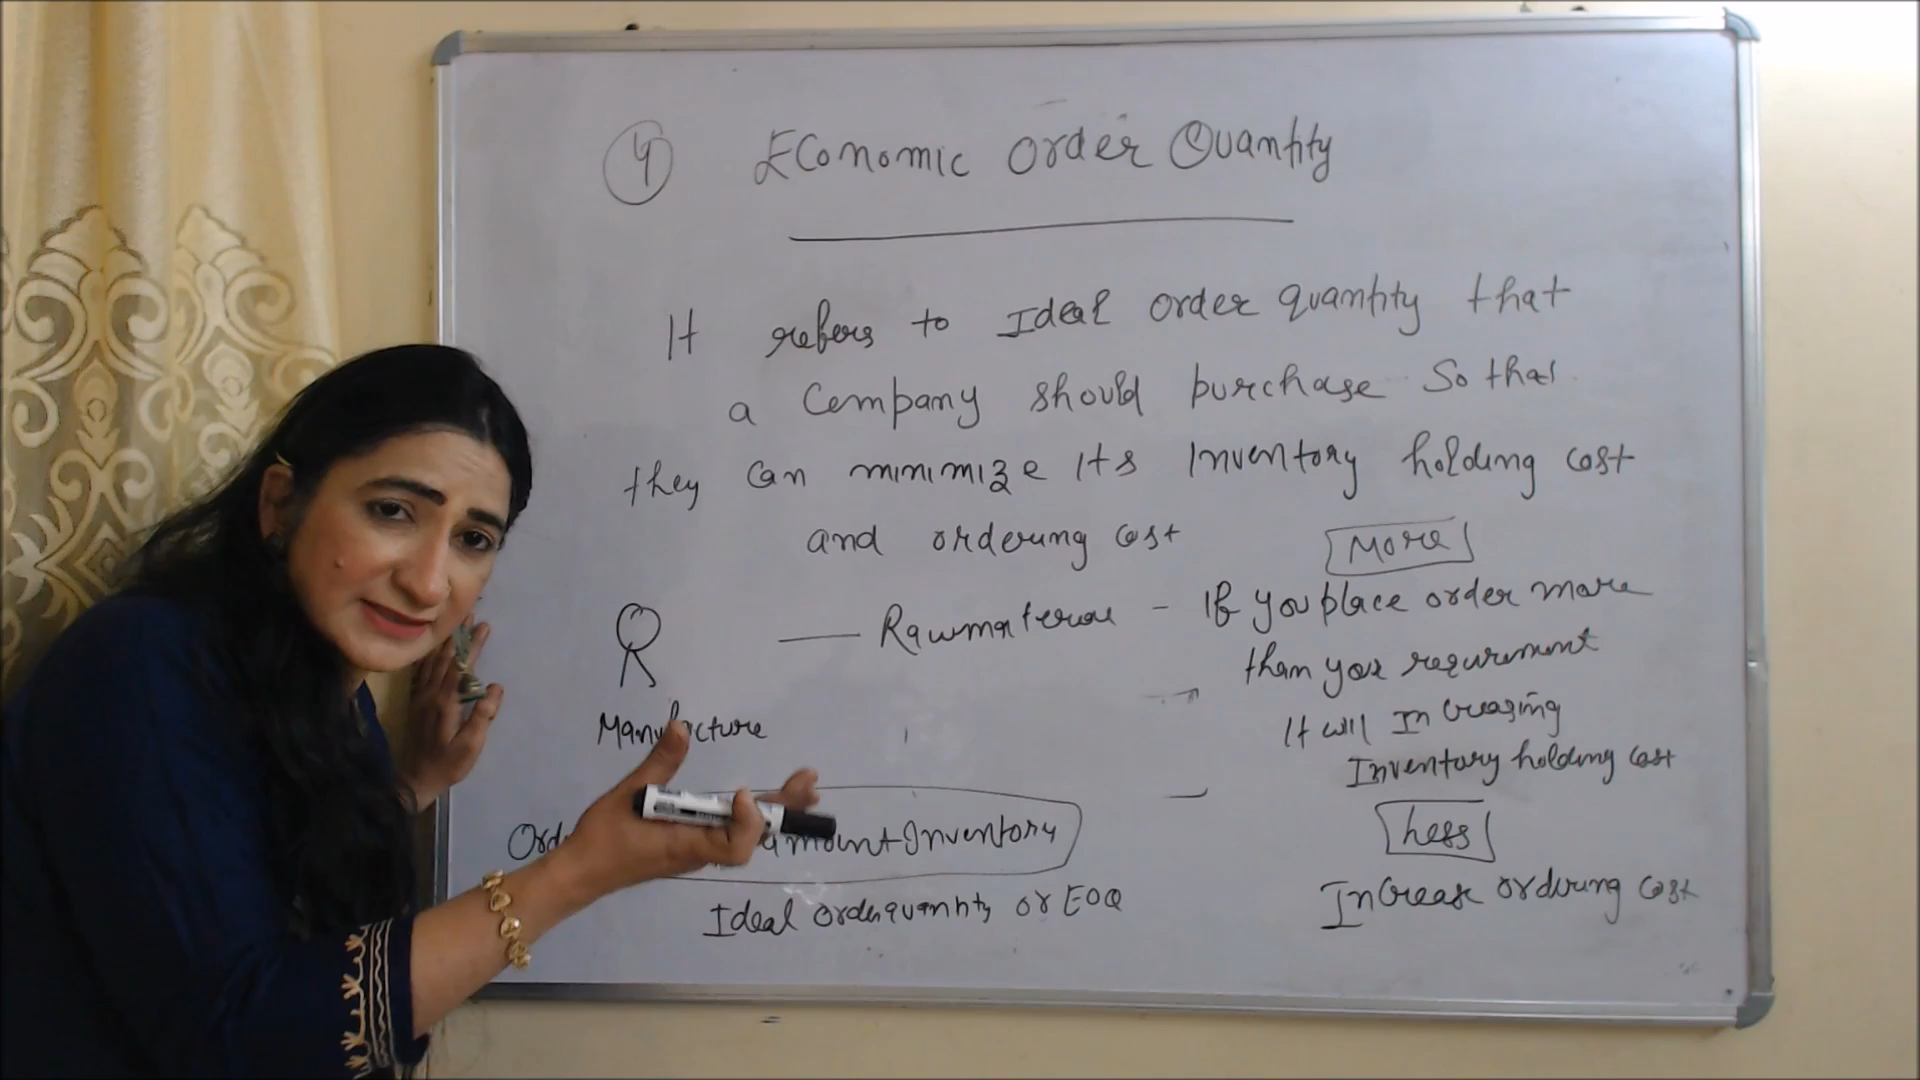 4 Economic Order Quantity
It refers to Ideal order quantity that
a Company should purchase so that
they can minimize its Inventory holding cost
and ordering cost
More
Rawmaterial - If you place order more
than your requirement
It will Increasing
Inventory holding cost
Manufacture
Less
amount Inventory
Increase ordering cost
Ideal order quantity or EOQ